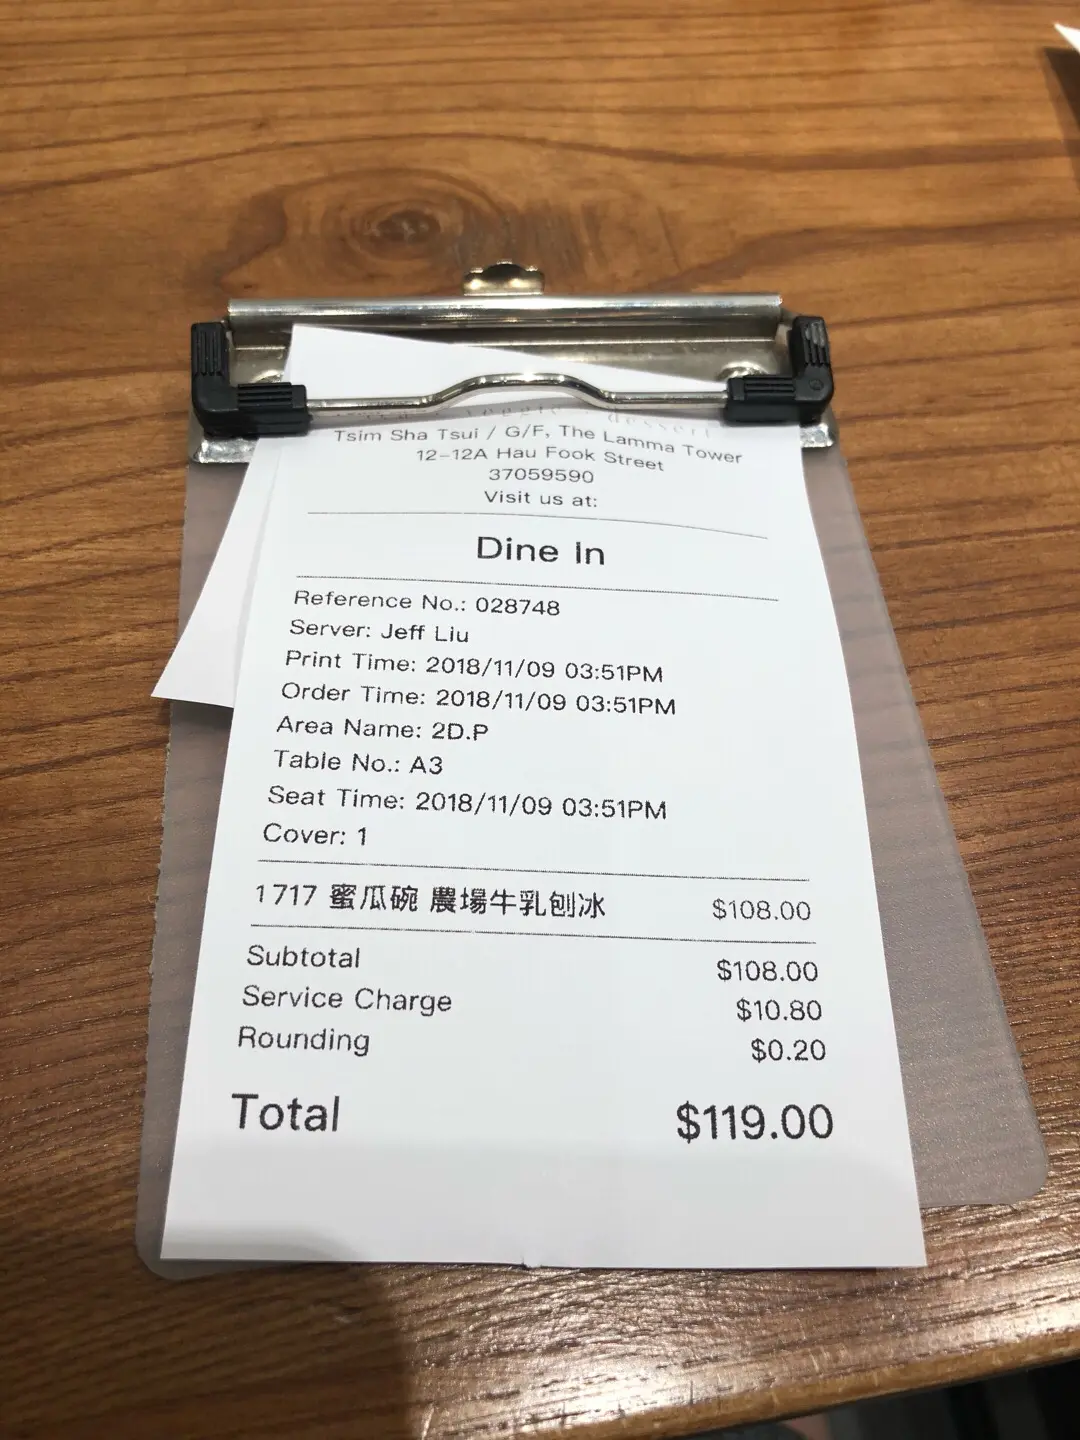 dessert
Tsim Sha Tsui / G/F, The Lamma Tower
12-12A Hau Fook Street
37059590
Visit us at:
Dine In
Reference No.: 028748
Server: Jeff Liu
Print Time: 2018/11/09 03:51PM
Order Time: 2018/11/09 03:51PM
Area Name: 2D.P
Table No.: A3
Seat Time: 2018/11/09 03:51PM
Cover: 1
1717 蜜瓜碗 農場牛乳刨冰 $108.00
Subtotal $108.00
Service Charge $10.80
Rounding $0.20
Total $119.00